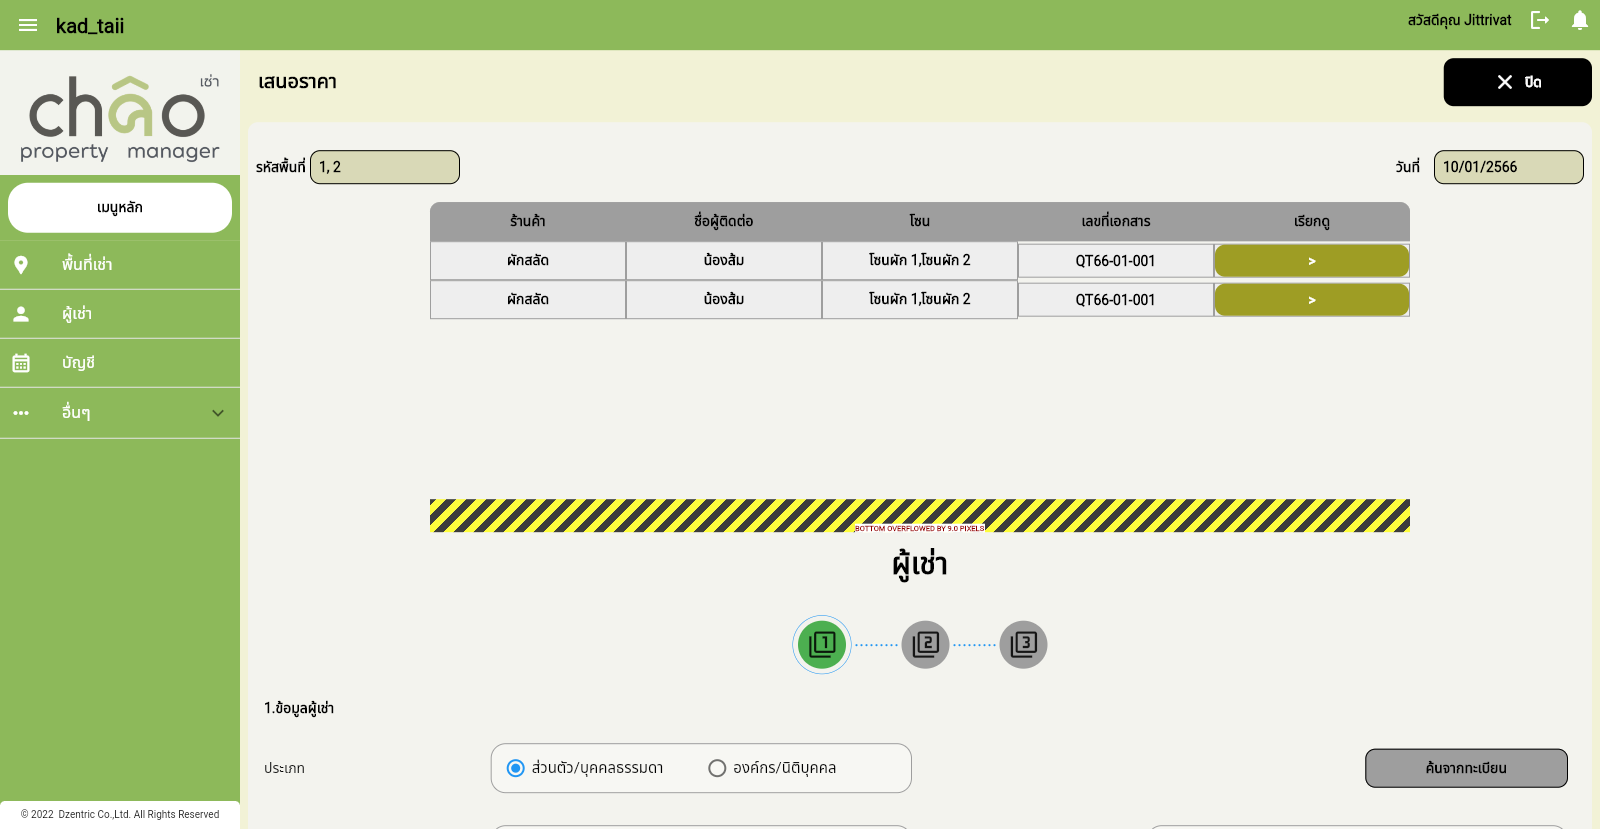 kad_taii
สวัสดีคุณ Jittrivat
เช่า
chao
property manager
เมนูหลัก
พื้นที่เช่า
ผู้เช่า
บัญชี
อื่นๆ
© 2022 Dzentric Co.,Ltd. All Rights Reserved
เสนอราคา
ปิด
รหัสพื้นที่ 1, 2
วันที่ 10/01/2566
ร้านค้า ชื่อผู้ติดต่อ โซน เลขที่เอกสาร เรียกดู
ผักสลัด น้องส้ม โซนผัก 1,โซนผัก 2 QT66-01-001 >
ผักสลัด น้องส้ม โซนผัก 1,โซนผัก 2 QT66-01-001 >
BOTTOM OVERFLOWED BY 9.0 PIXELS
ผู้เช่า
1 2 3
1.ข้อมูลผู้เช่า
ประเภท ส่วนตัว/บุคคลธรรมดา องค์กร/นิติบุคคล ค้นจากทะเบียน